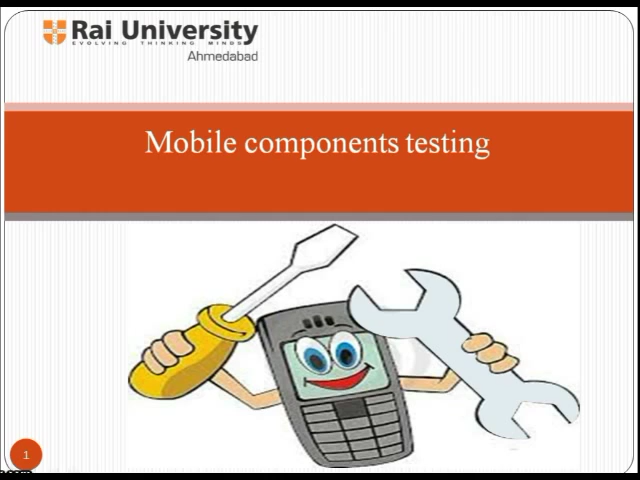 Rai University
EVOLVING THINKING MINDS
Ahmedabad
Mobile components testing
1